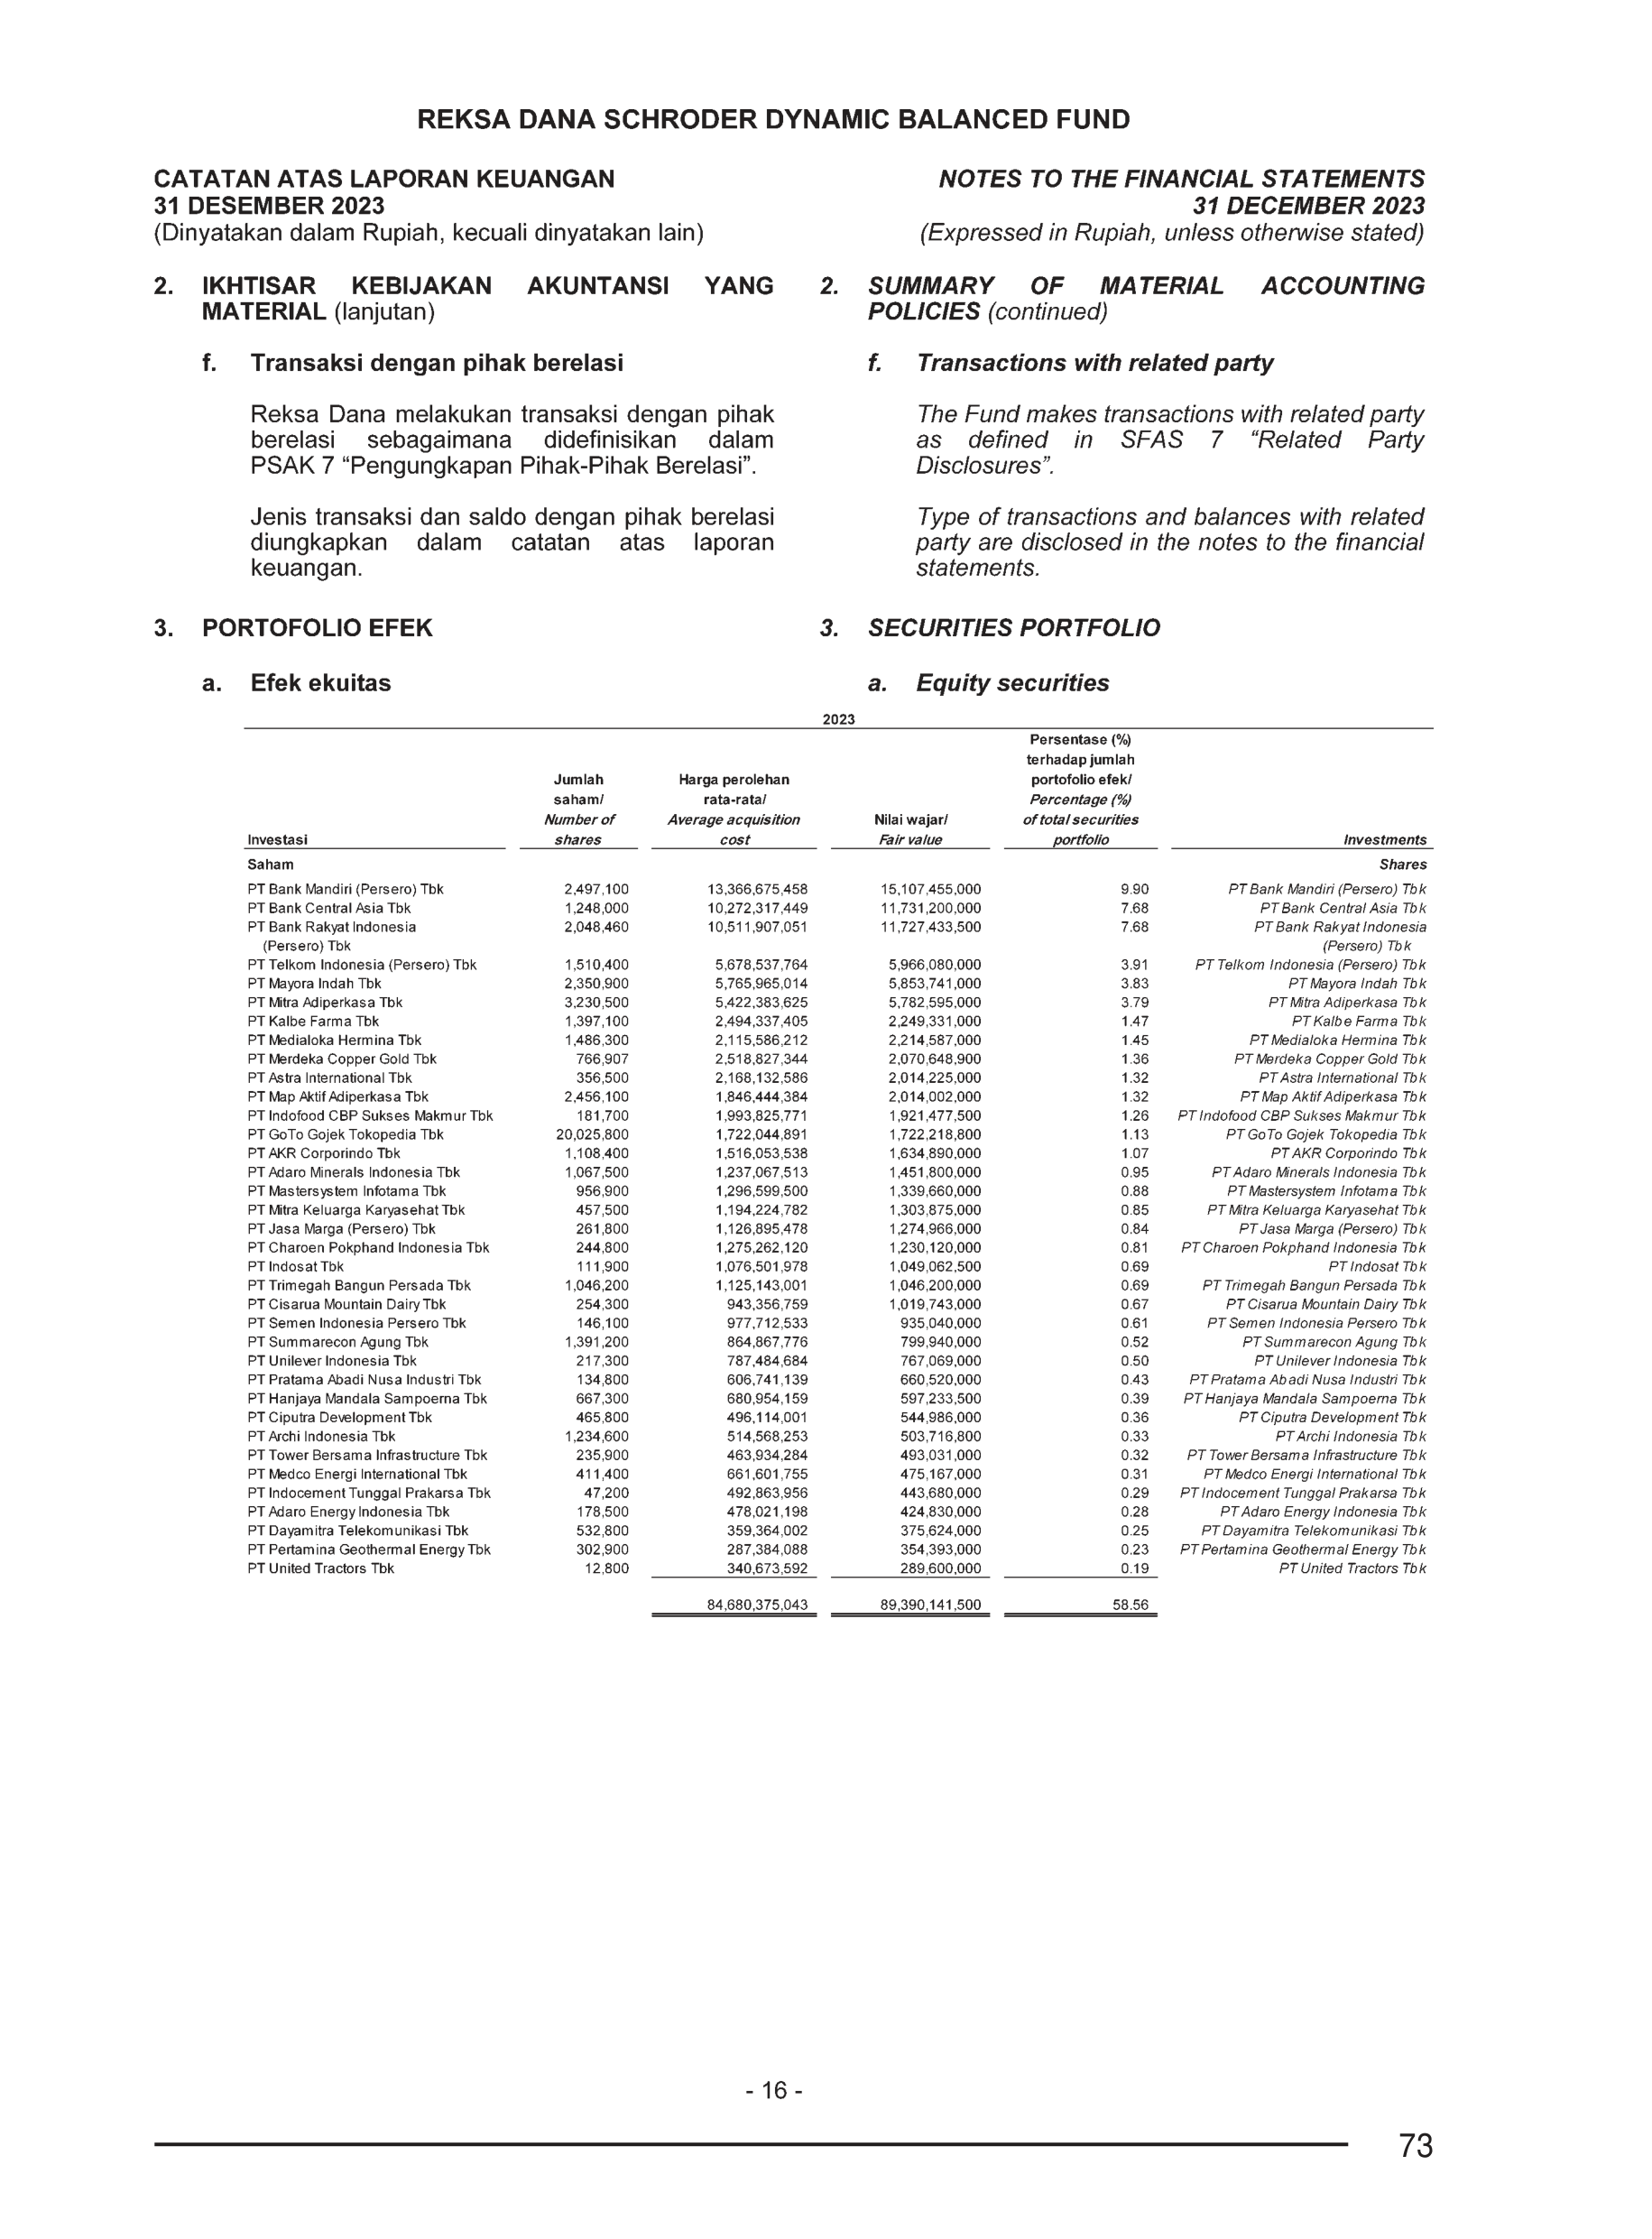 REKSA DANA SCHRODER DYNAMIC BALANCED FUND
CATATAN ATAS LAPORAN KEUANGAN
31 DESEMBER 2023
(Dinyatakan dalam Rupiah, kecuali dinyatakan lain)
NOTES TO THE FINANCIAL STATEMENTS
31 DECEMBER 2023
(Expressed in Rupiah, unless otherwise stated)
2. IKHTISAR KEBIJAKAN AKUNTANSI YANG
MATERIAL (lanjutan)
f. Transaksi dengan pihak berelasi
Reksa Dana melakukan transaksi dengan pihak
berelasi sebagaimana didefinisikan dalam
PSAK 7 “Pengungkapan Pihak-Pihak Berelasi”.
Jenis transaksi dan saldo dengan pihak berelasi
diungkapkan dalam catatan atas laporan
keuangan.
2. SUMMARY OF MATERIAL ACCOUNTING
POLICIES (continued)
f. Transactions with related party
The Fund makes transactions with related party
as defined in SFAS 7 “Related Party
Disclosures”.
Type of transactions and balances with related
party are disclosed in the notes to the financial
statements.
3. PORTOFOLIO EFEK
3. SECURITIES PORTFOLIO
a. Efek ekuitas
a. Equity securities
2023
Persentase (%)
terhadap jumlah
Jumlah Harga perolehan portofolio efek/
saham/ rata-rata/ Percentage (%)
Number of Average acquisition Nilai wajar/ of total securities
Investasi shares cost Fair value portfolio Investments
Saham Shares
PT Bank Mandiri (Persero) Tbk 2,497,100 13,366,675,458 15,107,455,000 9.90 PT Bank Mandiri (Persero) Tbk
PT Bank Central Asia Tbk 1,248,000 10,272,317,449 11,731,200,000 7.68 PT Bank Central Asia Tbk
PT Bank Rakyat Indonesia 2,048,460 10,511,907,051 11,727,433,500 7.68 PT Bank Rakyat Indonesia
(Persero) Tbk (Persero) Tbk
PT Telkom Indonesia (Persero) Tbk 1,510,400 5,678,537,764 5,966,080,000 3.91 PT Telkom Indonesia (Persero) Tbk
PT Mayora Indah Tbk 2,350,900 5,765,965,014 5,853,741,000 3.83 PT Mayora Indah Tbk
PT Mitra Adiperkasa Tbk 3,230,500 5,422,383,625 5,782,595,000 3.79 PT Mitra Adiperkasa Tbk
PT Kalbe Farma Tbk 1,397,100 2,494,337,405 2,249,331,000 1.47 PT Kalbe Farma Tbk
PT Medialoka Hermina Tbk 1,486,300 2,115,586,212 2,214,587,000 1.45 PT Medialoka Hermina Tbk
PT Merdeka Copper Gold Tbk 766,907 2,518,827,344 2,070,648,900 1.36 PT Merdeka Copper Gold Tbk
PT Astra International Tbk 356,500 2,168,132,586 2,014,225,000 1.32 PT Astra International Tbk
PT Map Aktif Adiperkasa Tbk 2,456,100 1,846,444,384 2,014,002,000 1.32 PT Map Aktif Adiperkasa Tbk
PT Indofood CBP Sukses Makmur Tbk 181,700 1,993,825,771 1,921,477,500 1.26 PT Indofood CBP Sukses Makmur Tbk
PT GoTo Gojek Tokopedia Tbk 20,025,800 1,722,044,891 1,722,218,800 1.13 PT GoTo Gojek Tokopedia Tbk
PT AKR Corporindo Tbk 1,108,400 1,516,053,538 1,634,890,000 1.07 PT AKR Corporindo Tbk
PT Adaro Minerals Indonesia Tbk 1,067,500 1,237,067,513 1,451,800,000 0.95 PT Adaro Minerals Indonesia Tbk
PT Mastersystem Infotama Tbk 956,900 1,296,599,500 1,339,660,000 0.88 PT Mastersystem Infotama Tbk
PT Mitra Keluarga Karyasehat Tbk 457,500 1,194,224,782 1,303,875,000 0.85 PT Mitra Keluarga Karyasehat Tbk
PT Jasa Marga (Persero) Tbk 261,800 1,126,895,478 1,274,966,000 0.84 PT Jasa Marga (Persero) Tbk
PT Charoen Pokphand Indonesia Tbk 244,800 1,275,262,120 1,230,120,000 0.81 PT Charoen Pokphand Indonesia Tbk
PT Indosat Tbk 111,900 1,076,501,978 1,049,062,500 0.69 PT Indosat Tbk
PT Trimegah Bangun Persada Tbk 1,046,200 1,125,143,001 1,046,200,000 0.69 PT Trimegah Bangun Persada Tbk
PT Cisarua Mountain Dairy Tbk 254,300 943,356,759 1,019,743,000 0.67 PT Cisarua Mountain Dairy Tbk
PT Semen Indonesia Persero Tbk 146,100 977,712,533 935,040,000 0.61 PT Semen Indonesia Persero Tbk
PT Summarecon Agung Tbk 1,391,200 864,867,776 799,940,000 0.52 PT Summarecon Agung Tbk
PT Unilever Indonesia Tbk 217,300 787,484,684 767,069,000 0.50 PT Unilever Indonesia Tbk
PT Pratama Abadi Nusa Industri Tbk 134,800 606,741,139 660,520,000 0.43 PT Pratama Abadi Nusa Industri Tbk
PT Hanjaya Mandala Sampoerna Tbk 667,300 680,954,159 597,233,500 0.39 PT Hanjaya Mandala Sampoerna Tbk
PT Ciputra Development Tbk 465,800 496,114,001 544,986,000 0.36 PT Ciputra Development Tbk
PT Archi Indonesia Tbk 1,234,600 514,568,253 503,716,800 0.33 PT Archi Indonesia Tbk
PT Tower Bersama Infrastructure Tbk 235,900 463,934,284 493,031,000 0.32 PT Tower Bersama Infrastructure Tbk
PT Medco Energi International Tbk 411,400 661,601,755 475,167,000 0.31 PT Medco Energi International Tbk
PT Indocement Tunggal Prakarsa Tbk 47,200 492,863,956 443,680,000 0.29 PT Indocement Tunggal Prakarsa Tbk
PT Adaro Energy Indonesia Tbk 178,500 478,021,198 424,830,000 0.28 PT Adaro Energy Indonesia Tbk
PT Dayamitra Telekomunikasi Tbk 532,800 359,364,002 375,624,000 0.25 PT Dayamitra Telekomunikasi Tbk
PT Pertamina Geothermal Energy Tbk 302,900 287,384,088 354,393,000 0.23 PT Pertamina Geothermal Energy Tbk
PT United Tractors Tbk 12,800 340,673,592 289,600,000 0.19 PT United Tractors Tbk
84,680,375,043 89,390,141,500 58.56
- 16 -
73